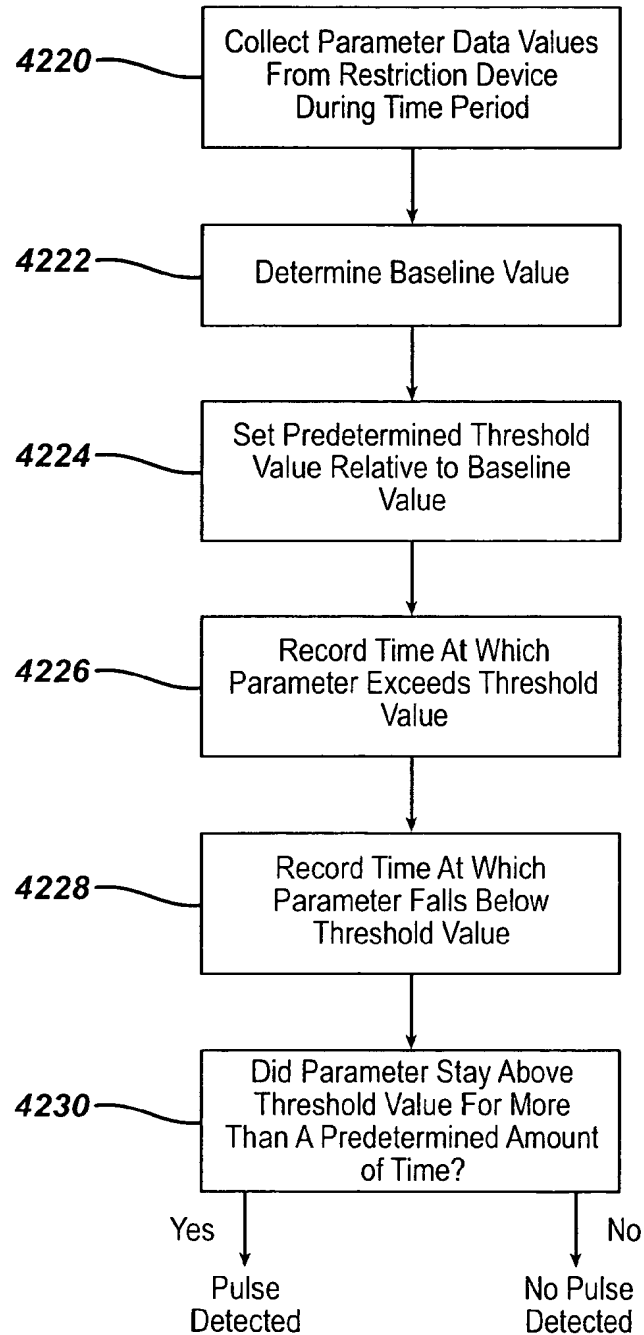 4220
Collect Parameter Data Values
From Restriction Device
During Time Period
4222
Determine Baseline Value
4224
Set Predetermined Threshold
Value Relative to Baseline
Value
4226
Record Time At Which
Parameter Exceeds Threshold
Value
4228
Record Time At Which
Parameter Falls Below
Threshold Value
4230
Did Parameter Stay Above
Threshold Value For More
Than A Predetermined Amount
of Time?
Yes
No
Pulse
Detected
No Pulse
Detected